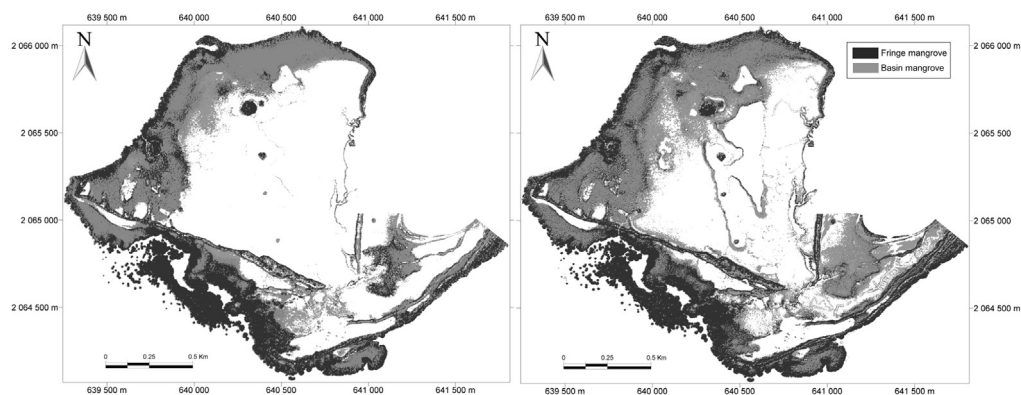 639 500 640 000 640 500 641 000 641 500 m
639 500 640 000 640 500 641 000 641 500 m
2 066 000 m
N
N
Fringe mangrove
Basin mangrove
2 066 000 m
2 065 500
2 065 500
2 065 000
2 065 000
2 064 500 m
2 064 500 m
0 0.25 0.5 Km
0 0.25 0.5 Km
639 500 m 640 000 640 500 641 000 641 500 m
639 500 m 640 000 640 500 641 000 641 500 m